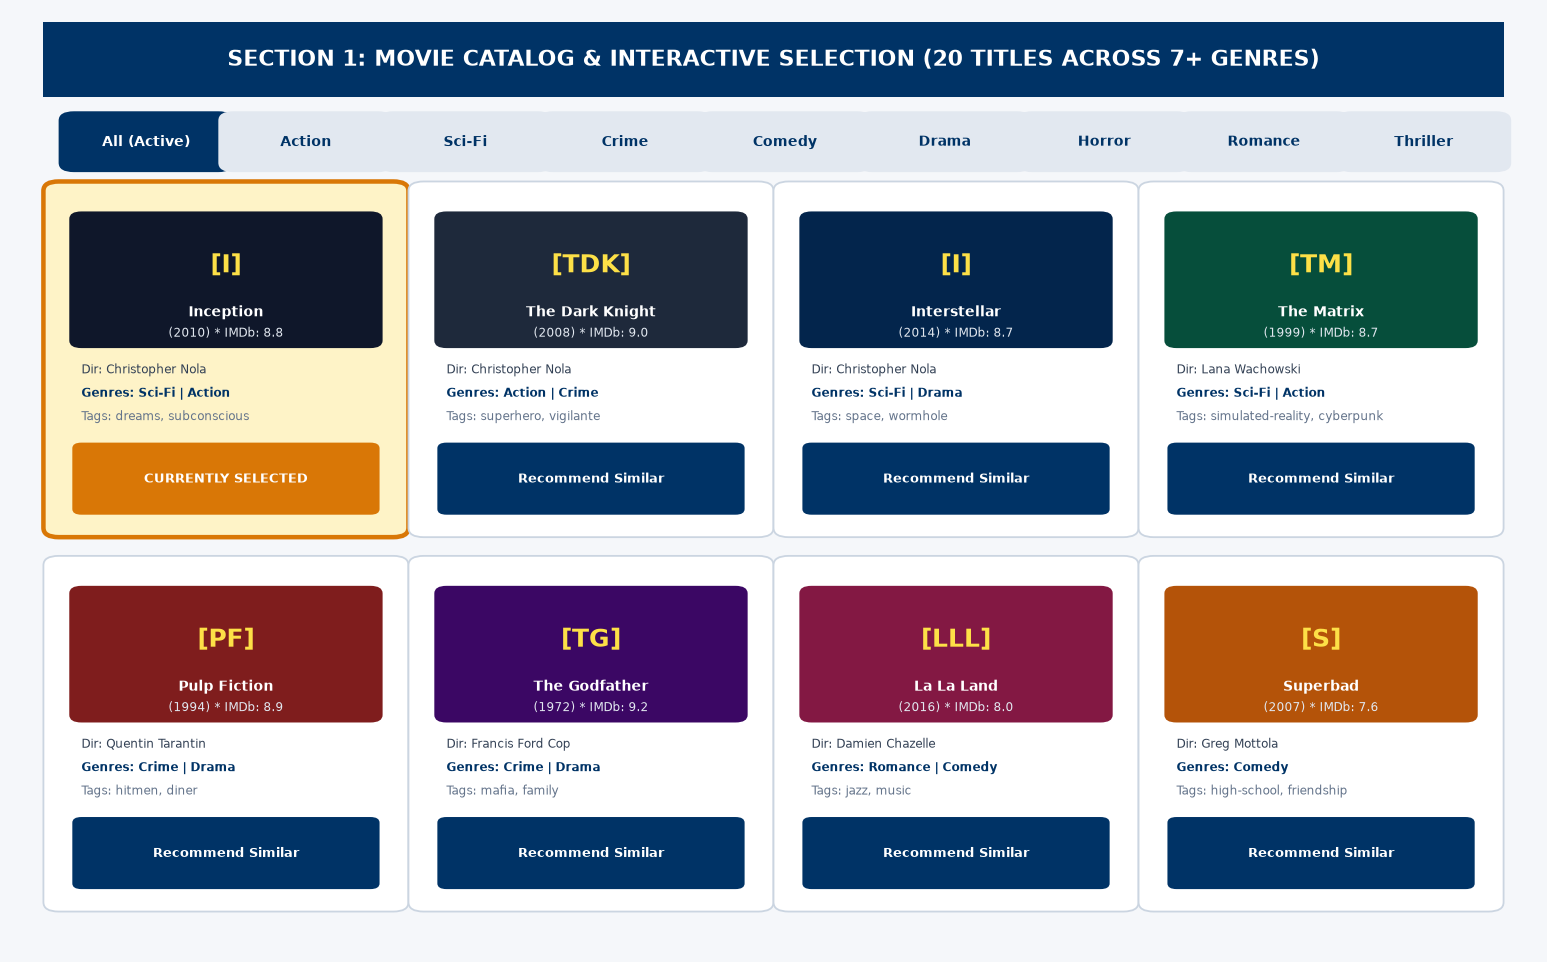 SECTION 1: MOVIE CATALOG & INTERACTIVE SELECTION (20 TITLES ACROSS 7+ GENRES)
All (Active) Action Sci-Fi Crime Comedy Drama Horror Romance Thriller
[I]
Inception
(2010) * IMDb: 8.8
Dir: Christopher Nola
Genres: Sci-Fi | Action
Tags: dreams, subconscious
CURRENTLY SELECTED
[TDK]
The Dark Knight
(2008) * IMDb: 9.0
Dir: Christopher Nola
Genres: Action | Crime
Tags: superhero, vigilante
Recommend Similar
[I]
Interstellar
(2014) * IMDb: 8.7
Dir: Christopher Nola
Genres: Sci-Fi | Drama
Tags: space, wormhole
Recommend Similar
[TM]
The Matrix
(1999) * IMDb: 8.7
Dir: Lana Wachowski
Genres: Sci-Fi | Action
Tags: simulated-reality, cyberpunk
Recommend Similar
[PF]
Pulp Fiction
(1994) * IMDb: 8.9
Dir: Quentin Tarantin
Genres: Crime | Drama
Tags: hitmen, diner
Recommend Similar
[TG]
The Godfather
(1972) * IMDb: 9.2
Dir: Francis Ford Cop
Genres: Crime | Drama
Tags: mafia, family
Recommend Similar
[LLL]
La La Land
(2016) * IMDb: 8.0
Dir: Damien Chazelle
Genres: Romance | Comedy
Tags: jazz, music
Recommend Similar
[S]
Superbad
(2007) * IMDb: 7.6
Dir: Greg Mottola
Genres: Comedy
Tags: high-school, friendship
Recommend Similar